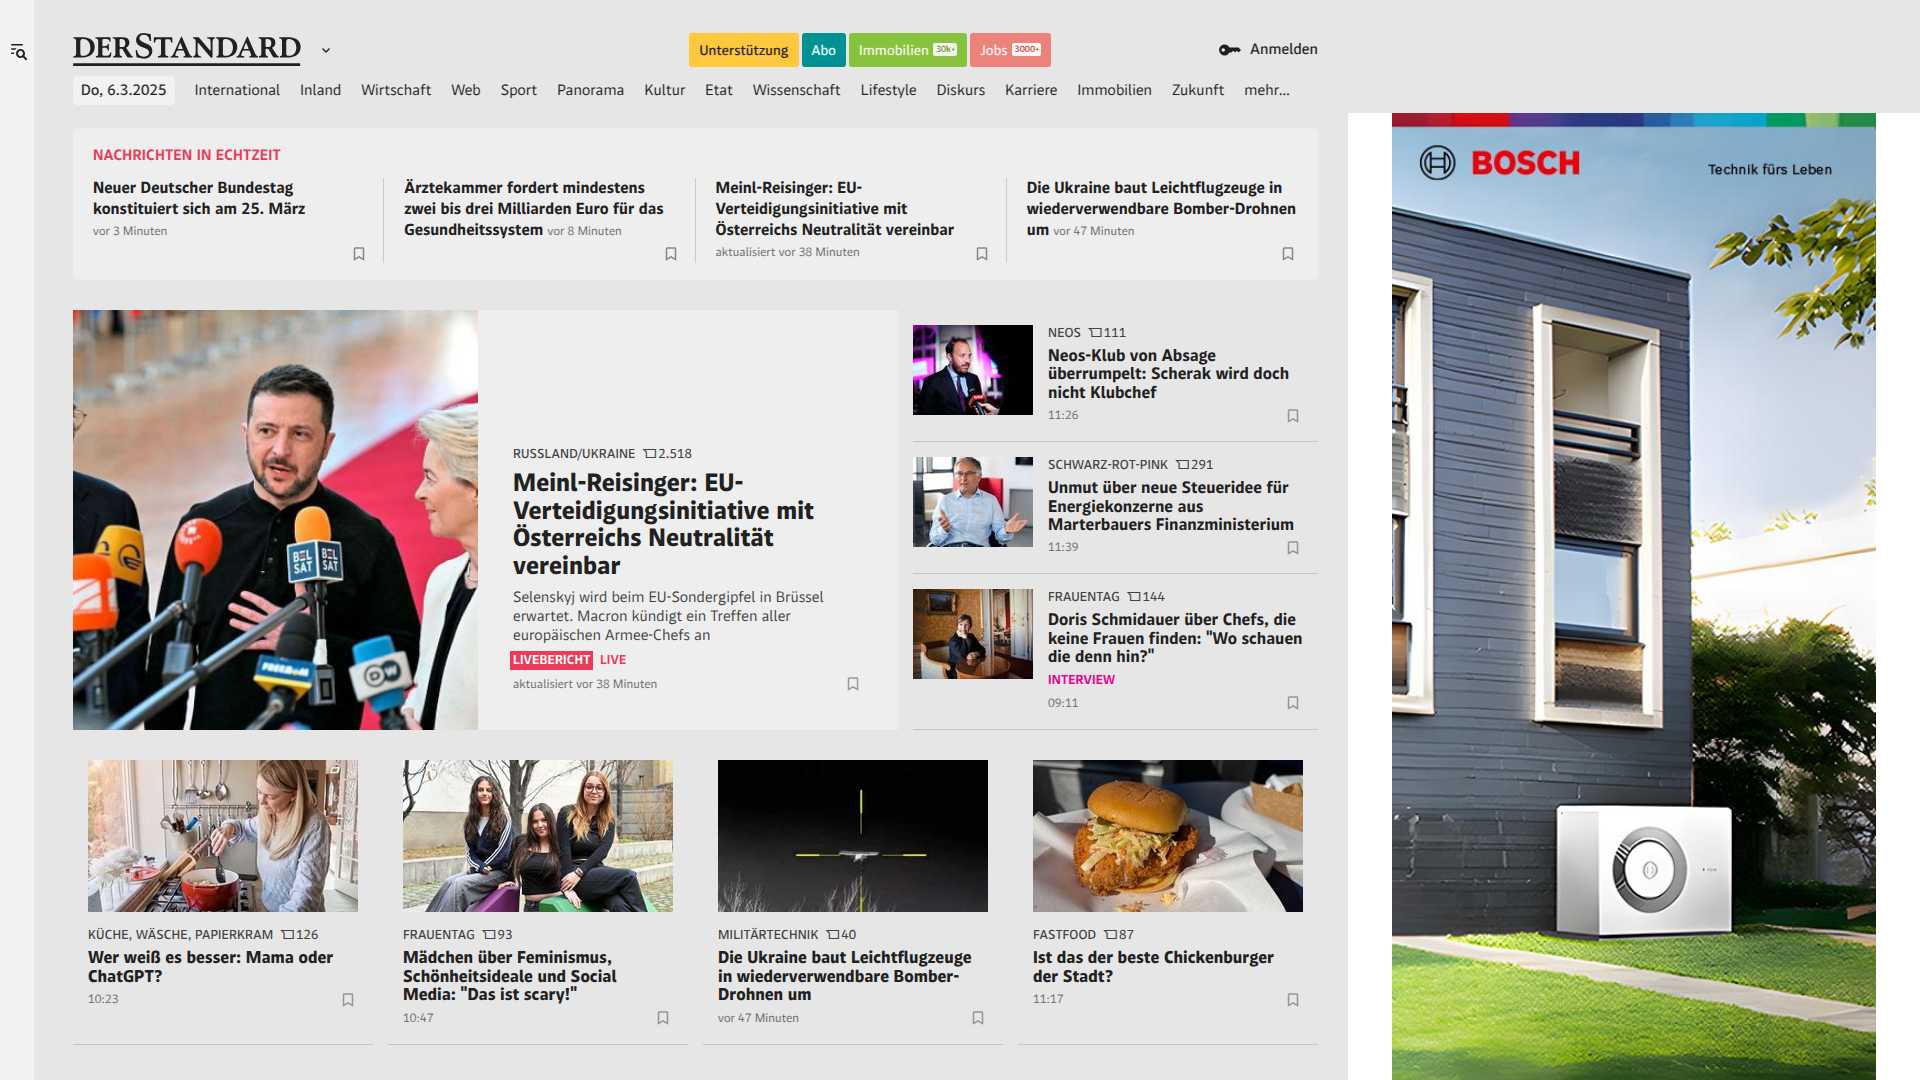 DERSTANDARD
Unterstützung
Abo
Immobilien 30k+
Jobs 3000+
Anmelden
Do, 6.3.2025
International
Inland
Wirtschaft
Web
Sport
Panorama
Kultur
Etat
Wissenschaft
Lifestyle
Diskurs
Karriere
Immobilien
Zukunft
mehr...
NACHRICHTEN IN ECHTZEIT
Neuer Deutscher Bundestag
konstituiert sich am 25. März
vor 3 Minuten
Ärztekammer fordert mindestens
zwei bis drei Milliarden Euro für das
Gesundheitssystem vor 8 Minuten
Meinl-Reisinger: EU-
Verteidigungsinitiative mit
Österreichs Neutralität vereinbar
aktualisiert vor 38 Minuten
Die Ukraine baut Leichtflugzeuge in
wiederverwendbare Bomber-Drohnen
um vor 47 Minuten
BEL
SAT
BEL
SAT
DW
RUSSLAND/UKRAINE 2.518
Meinl-Reisinger: EU-
Verteidigungsinitiative mit
Österreichs Neutralität
vereinbar
Selenskyj wird beim EU-Sondergipfel in Brüssel
erwartet. Macron kündigt ein Treffen aller
europäischen Armee-Chefs an
LIVEBERICHT LIVE
aktualisiert vor 38 Minuten
NEOS 111
Neos-Klub von Absage
überrumpelt: Scherak wird doch
nicht Klubchef
11:26
SCHWARZ-ROT-PINK 291
Unmut über neue Steueridee für
Energiekonzerne aus
Marterbauers Finanzministerium
11:39
FRAUENTAG 144
Doris Schmidauer über Chefs, die
keine Frauen finden: "Wo schauen
die denn hin?"
INTERVIEW
09:11
KÜCHE, WÄSCHE, PAPIERKRAM 126
Wer weiß es besser: Mama oder
ChatGPT?
10:23
FRAUENTAG 93
Mädchen über Feminismus,
Schönheitsideale und Social
Media: "Das ist scary!"
10:47
MILITÄRTECHNIK 40
Die Ukraine baut Leichtflugzeuge
in wiederverwendbare Bomber-
Drohnen um
vor 47 Minuten
FASTFOOD 87
Ist das der beste Chickenburger
der Stadt?
11:17
BOSCH
Technik fürs Leben